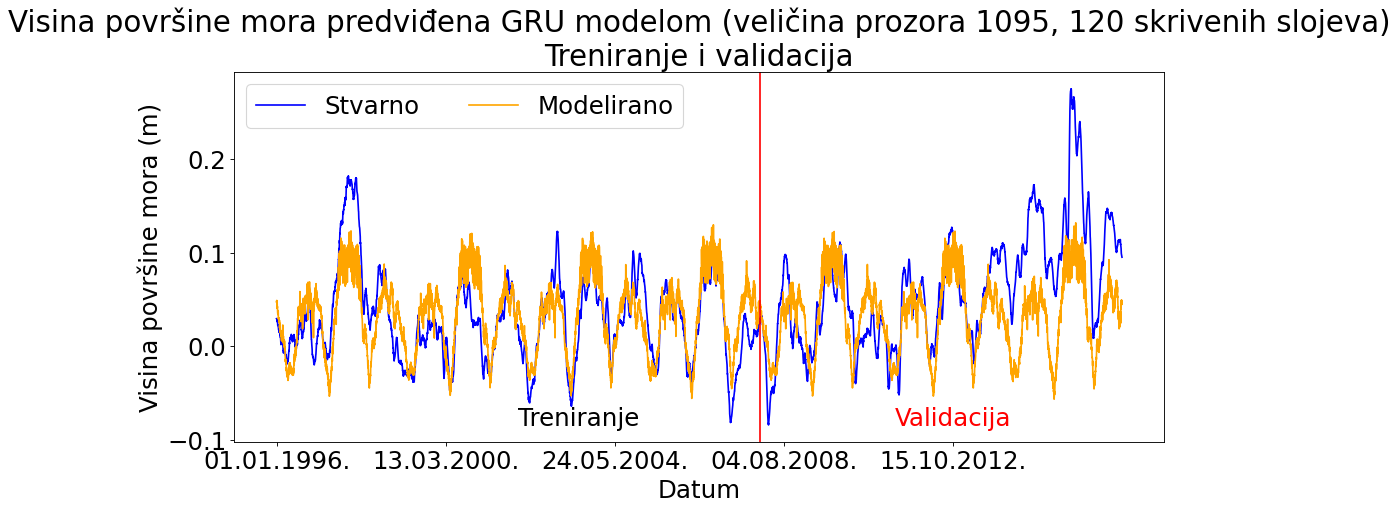 Visina površine mora predviđena GRU modelom (veličina prozora 1095, 120 skrivenih slojeva)
Treniranje i validacija
Stvarno
Modelirano
Visina površine mora (m)
0.2
0.1
0.0
−0.1
Treniranje
Validacija
01.01.1996.
13.03.2000.
24.05.2004.
04.08.2008.
15.10.2012.
Datum